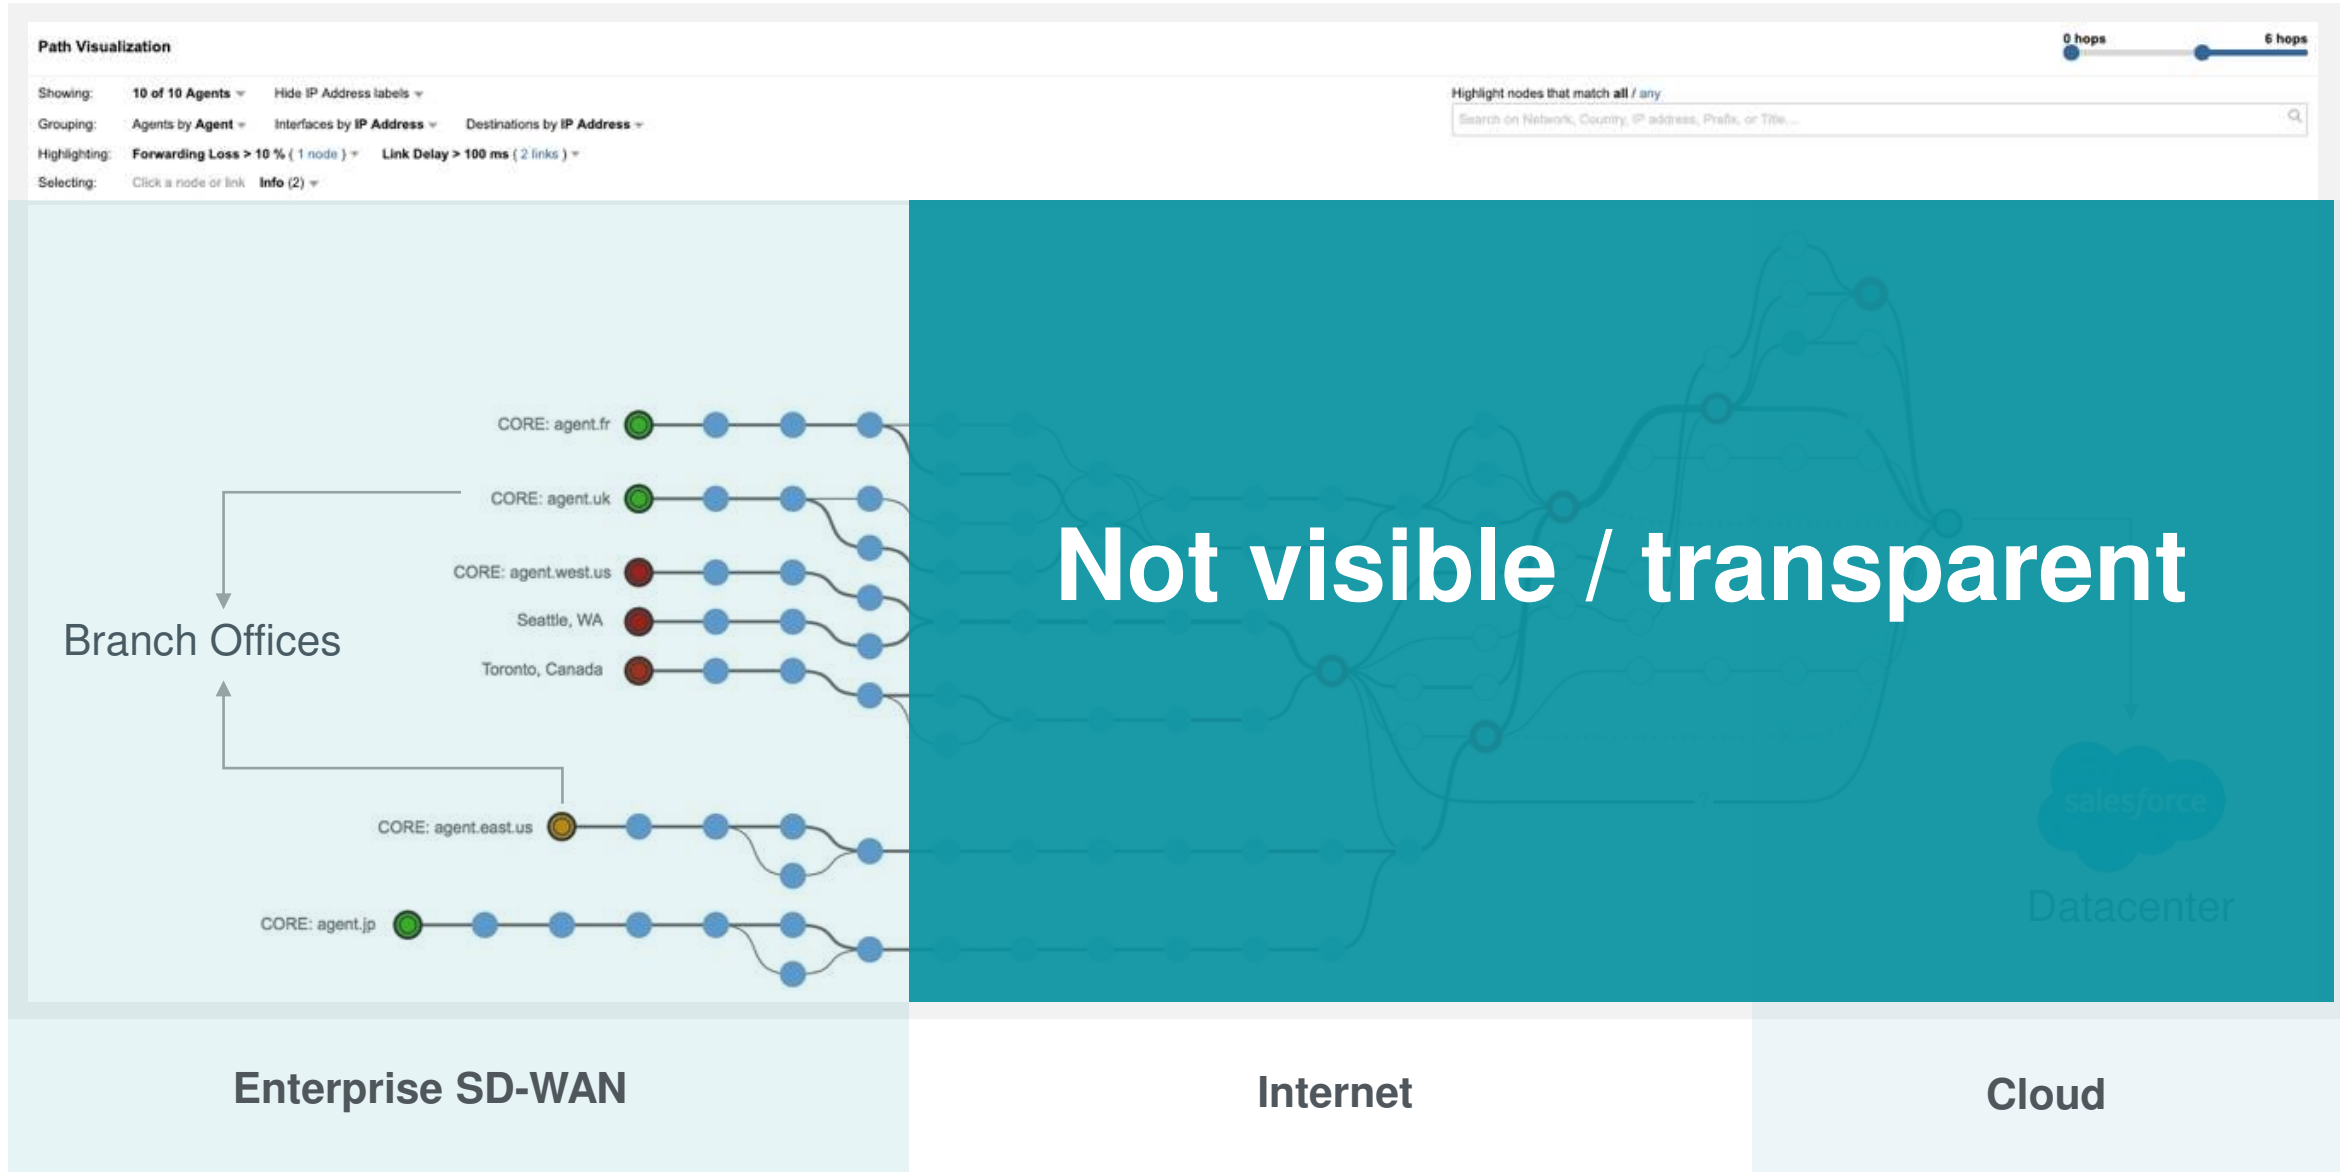 Path Visualization
0 hops
6 hops
Showing: 10 of 10 Agents Hide IP Address labels
Highlight nodes that match all / any
Grouping: Agents by Agent Interfaces by IP Address Destinations by IP Address
Search on Network, Country, IP address, Prefix, or Title...
Highlighting: Forwarding Loss > 10 % ( 1 node ) Link Delay > 100 ms ( 2 links )
Selecting: Click a node or link Info (2)
CORE: agent.fr
CORE: agent.uk
CORE: agent.west.us
Seattle, WA
Toronto, Canada
Branch Offices
Not visible / transparent
CORE: agent.east.us
CORE: agent.jp
salesforce
Datacenter
Enterprise SD-WAN
Internet
Cloud